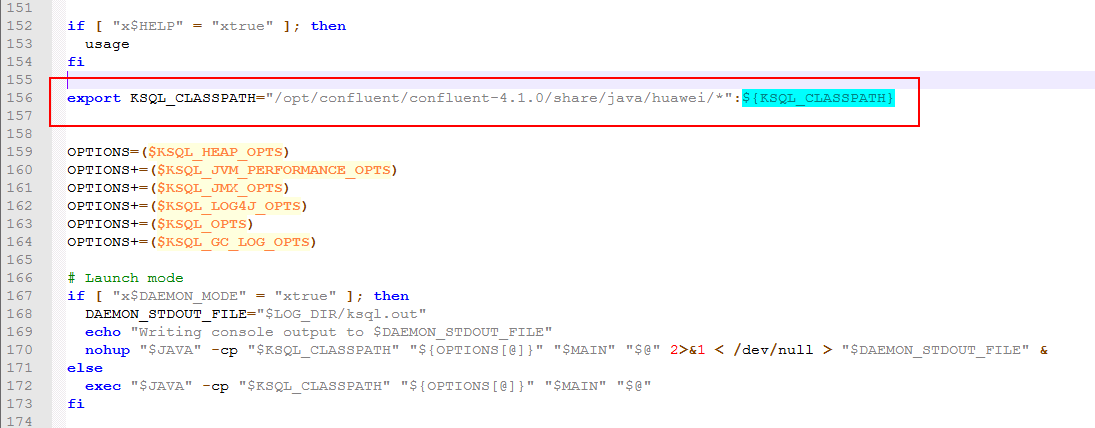 151
152 if [ "x$HELP" = "xtrue" ]; then
153   usage
154 fi
155
156 export KSQL_CLASSPATH="/opt/confluent/confluent-4.1.0/share/java/huawei/*":${KSQL_CLASSPATH}
157
158
159 OPTIONS=($KSQL_HEAP_OPTS)
160 OPTIONS+=($KSQL_JVM_PERFORMANCE_OPTS)
161 OPTIONS+=($KSQL_JMX_OPTS)
162 OPTIONS+=($KSQL_LOG4J_OPTS)
163 OPTIONS+=($KSQL_OPTS)
164 OPTIONS+=($KSQL_GC_LOG_OPTS)
165
166 # Launch mode
167 if [ "x$DAEMON_MODE" = "xtrue" ]; then
168   DAEMON_STDOUT_FILE="$LOG_DIR/ksql.out"
169   echo "Writing console output to $DAEMON_STDOUT_FILE"
170   nohup "$JAVA" -cp "$KSQL_CLASSPATH" "${OPTIONS[@]}" "$MAIN" "$@" 2>&1 < /dev/null > "$DAEMON_STDOUT_FILE" &
171 else
172   exec "$JAVA" -cp "$KSQL_CLASSPATH" "${OPTIONS[@]}" "$MAIN" "$@"
173 fi
174